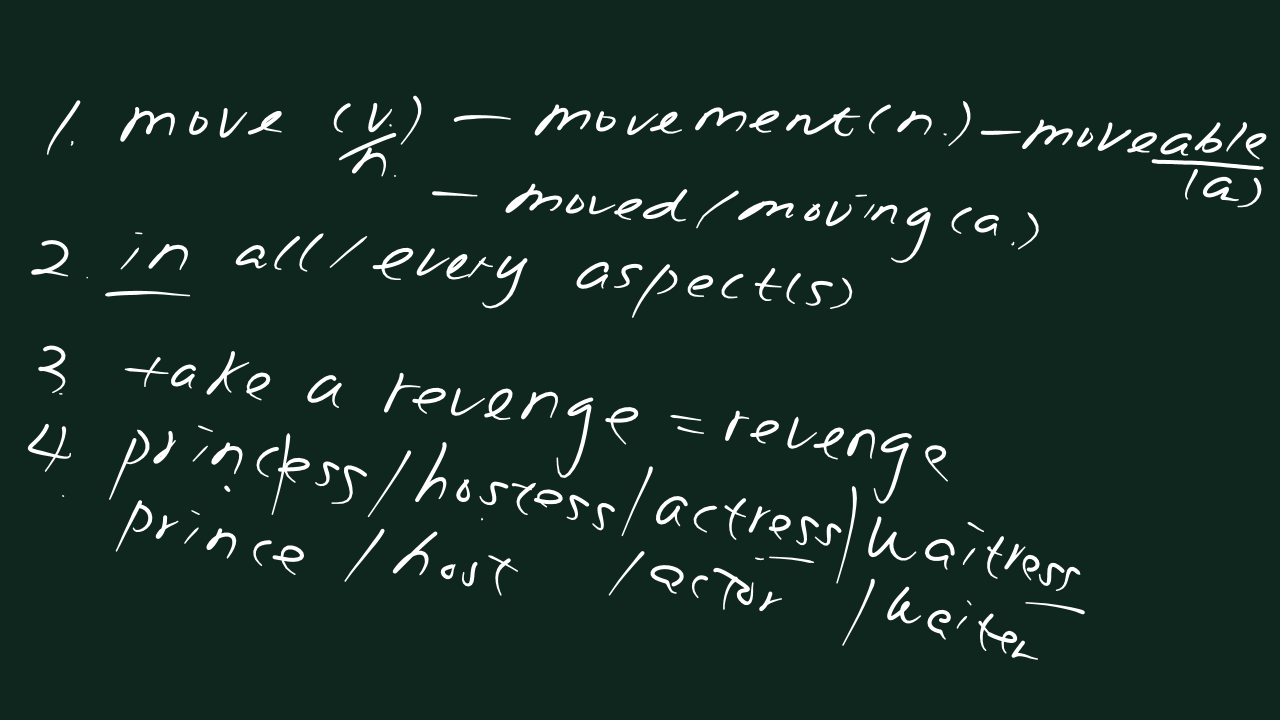 1. move (v./n.) — movement(n.) — moveable (a)
— moved/moving(a.)
2. in all/every aspect(s)
3. take a revenge = revenge
4. princess/hostess/actress/waitress
prince/host/actor/waiter